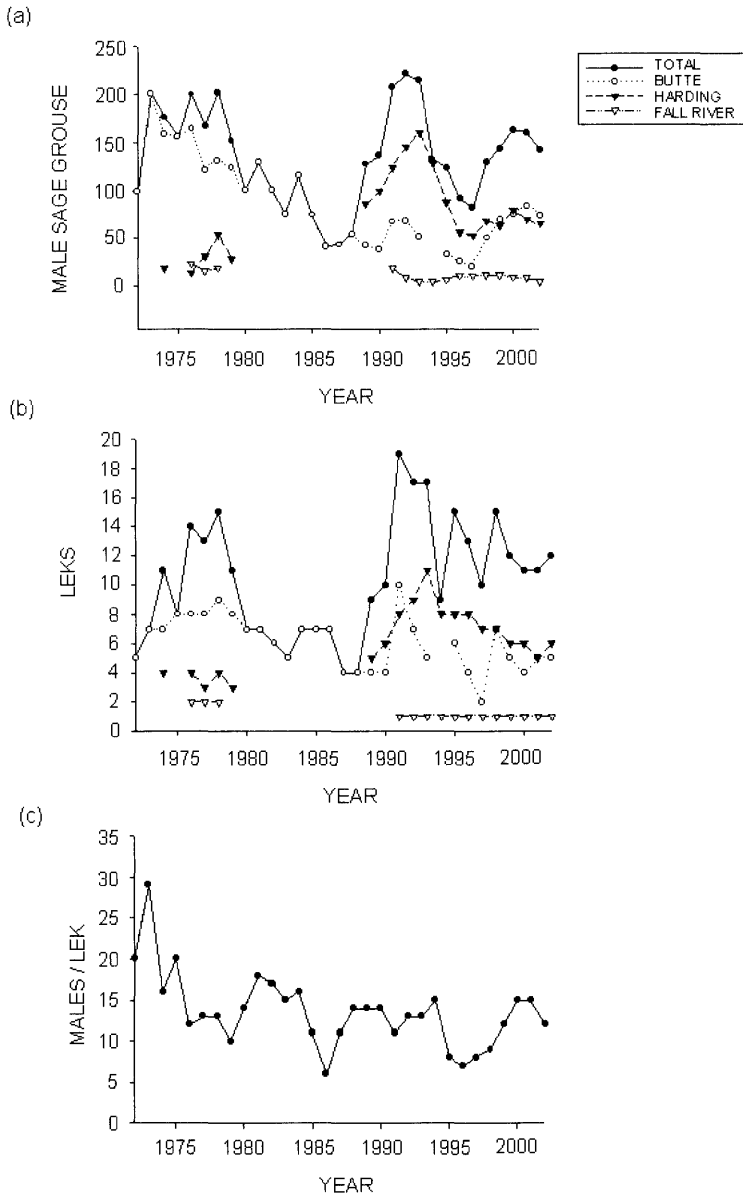 (a)
TOTAL
BUTTE
HARDING
FALL RIVER
MALE SAGE GROUSE
250
200
150
100
50
0
1975 1980 1985 1990 1995 2000
YEAR
(b)
LEKS
20
18
16
14
12
10
8
6
4
2
0
1975 1980 1985 1990 1995 2000
YEAR
(c)
MALES / LEK
35
30
25
20
15
10
5
0
1975 1980 1985 1990 1995 2000
YEAR